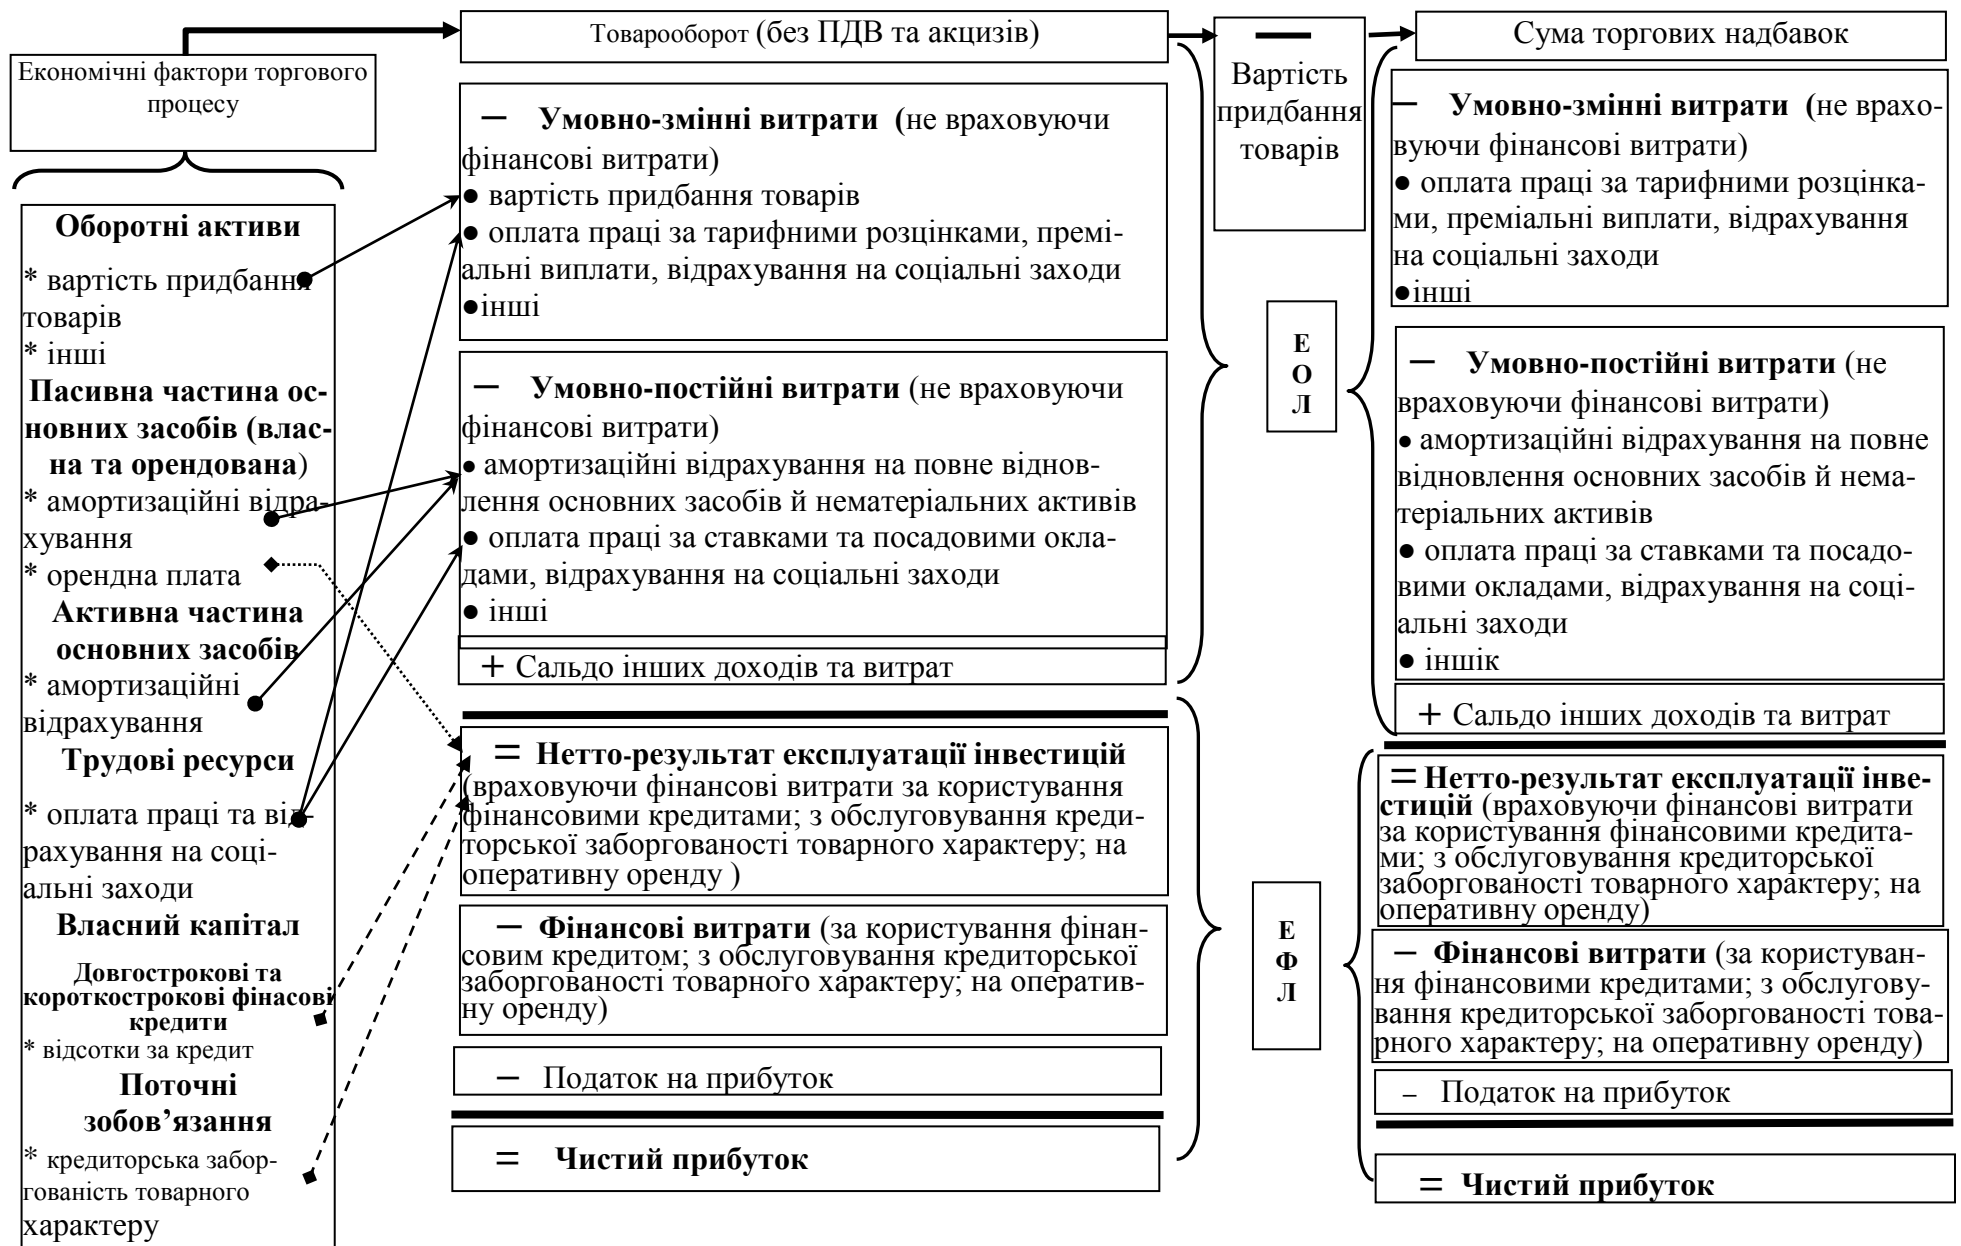 Економічні фактори торгового
процесу
Оборотні активи
* вартість придбання
товарів
* інші
Пасивна частина ос-
новних засобів (влас-
на та орендована)
* амортизаційні відра-
хування
* орендна плата
Активна частина
основних засобів
* амортизаційні
відрахування
Трудові ресурси
* оплата праці та від-
рахування на соці-
альні заходи
Власний капітал
Довгострокові та
короткострокові фінасові
кредити
* відсотки за кредит
Поточні
зобов’язання
* кредиторська забор-
гованість товарного
характеру
Товарооборот (без ПДВ та акцизів)
— Умовно-змінні витрати (не враховуючи
фінансові витрати)
● вартість придбання товарів
● оплата праці за тарифними розцінками, премі-
альні виплати, відрахування на соціальні заходи
●інші
— Умовно-постійні витрати (не враховуючи
фінансові витрати)
● амортизаційні відрахування на повне віднов-
лення основних засобів й нематеріальних активів
● оплата праці за ставками та посадовими окла-
дами, відрахування на соціальні заходи
● інші
+ Сальдо інших доходів та витрат
= Нетто-результат експлуатації інвестицій
(враховуючи фінансові витрати за користування
фінансовими кредитами; з обслуговування креди-
торської заборгованості товарного характеру; на
оперативну оренду )
— Фінансові витрати (за користування фінан-
совим кредитом; з обслуговування кредиторської
заборгованості товарного характеру; на оператив-
ну оренду)
— Податок на прибуток
= Чистий прибуток
—
Вартість
придбання
товарів
Е
О
Л
Е
Ф
Л
Сума торгових надбавок
— Умовно-змінні витрати (не врахо-
вуючи фінансові витрати)
● оплата праці за тарифними розцінка-
ми, преміальні виплати, відрахування
на соціальні заходи
●інші
— Умовно-постійні витрати (не
враховуючи фінансові витрати)
● амортизаційні відрахування на повне
відновлення основних засобів й нема-
теріальних активів
● оплата праці за ставками та посадо-
вими окладами, відрахування на соці-
альні заходи
● іншік
+ Сальдо інших доходів та витрат
= Нетто-результат експлуатації інве-
стицій (враховуючи фінансові витрати
за користування фінансовими кредита-
ми; з обслуговування кредиторської
заборгованості товарного характеру; на
оперативну оренду)
— Фінансові витрати (за користуван-
ня фінансовими кредитами; з обслугову-
вання кредиторської заборгованості това-
рного характеру; на оперативну оренду)
– Податок на прибуток
= Чистий прибуток